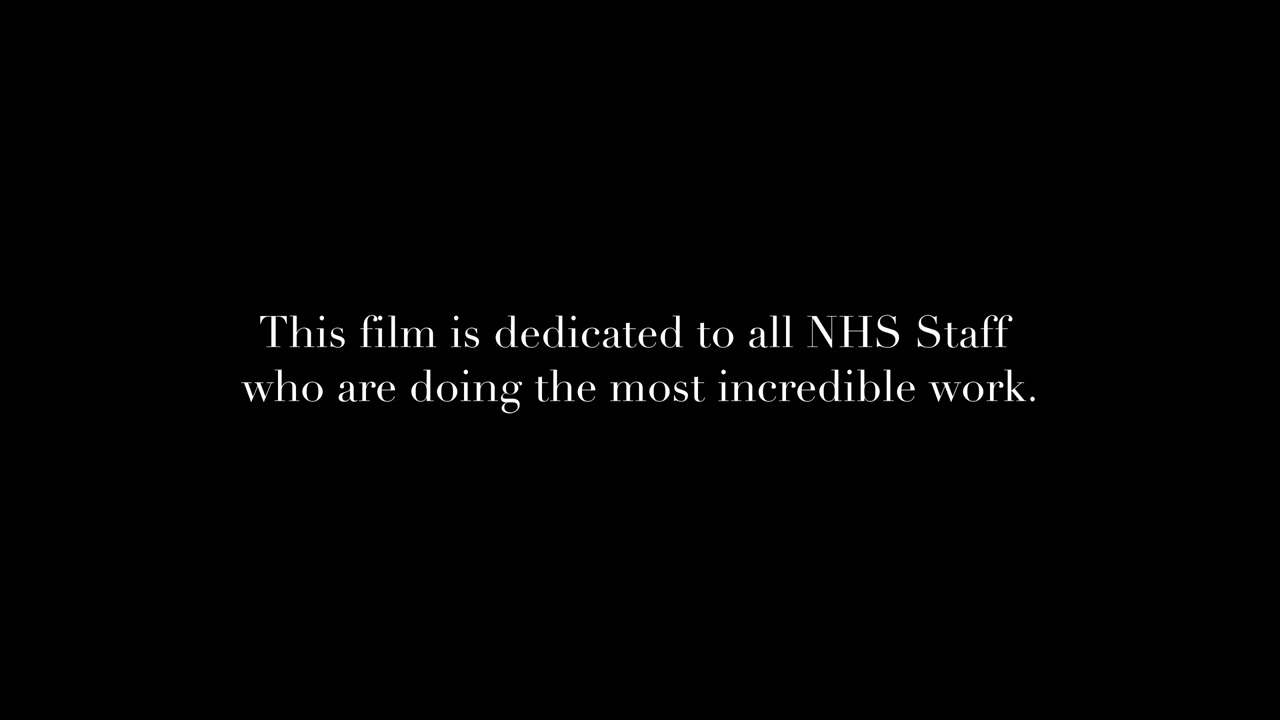 This film is dedicated to all NHS Staff
who are doing the most incredible work.